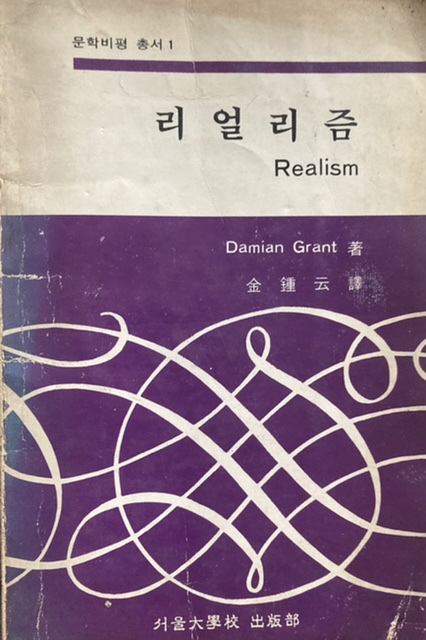 문학비평 총서 1
리얼리즘
Realism
Damian Grant 著
金鍾云 譯
서울大學校 出版部